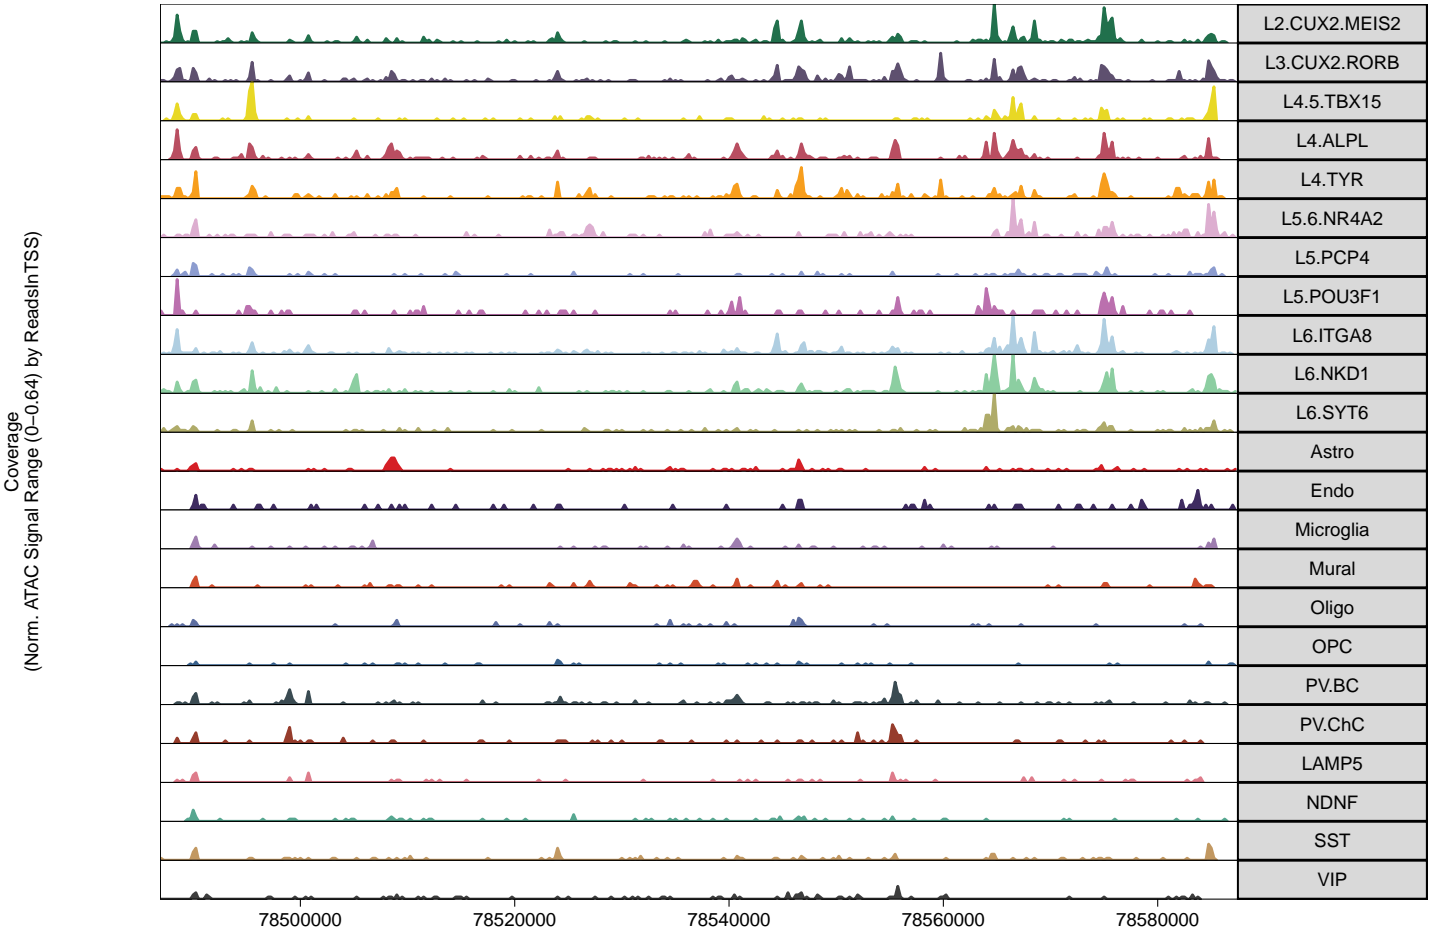 Coverage
(Norm. ATAC Signal Range (0–0.64) by ReadsInTSS)
L2.CUX2.MEIS2
L3.CUX2.RORB
L4.5.TBX15
L4.ALPL
L4.TYR
L5.6.NR4A2
L5.PCP4
L5.POU3F1
L6.ITGA8
L6.NKD1
L6.SYT6
Astro
Endo
Microglia
Mural
Oligo
OPC
PV.BC
PV.ChC
LAMP5
NDNF
SST
VIP
78500000 78520000 78540000 78560000 78580000